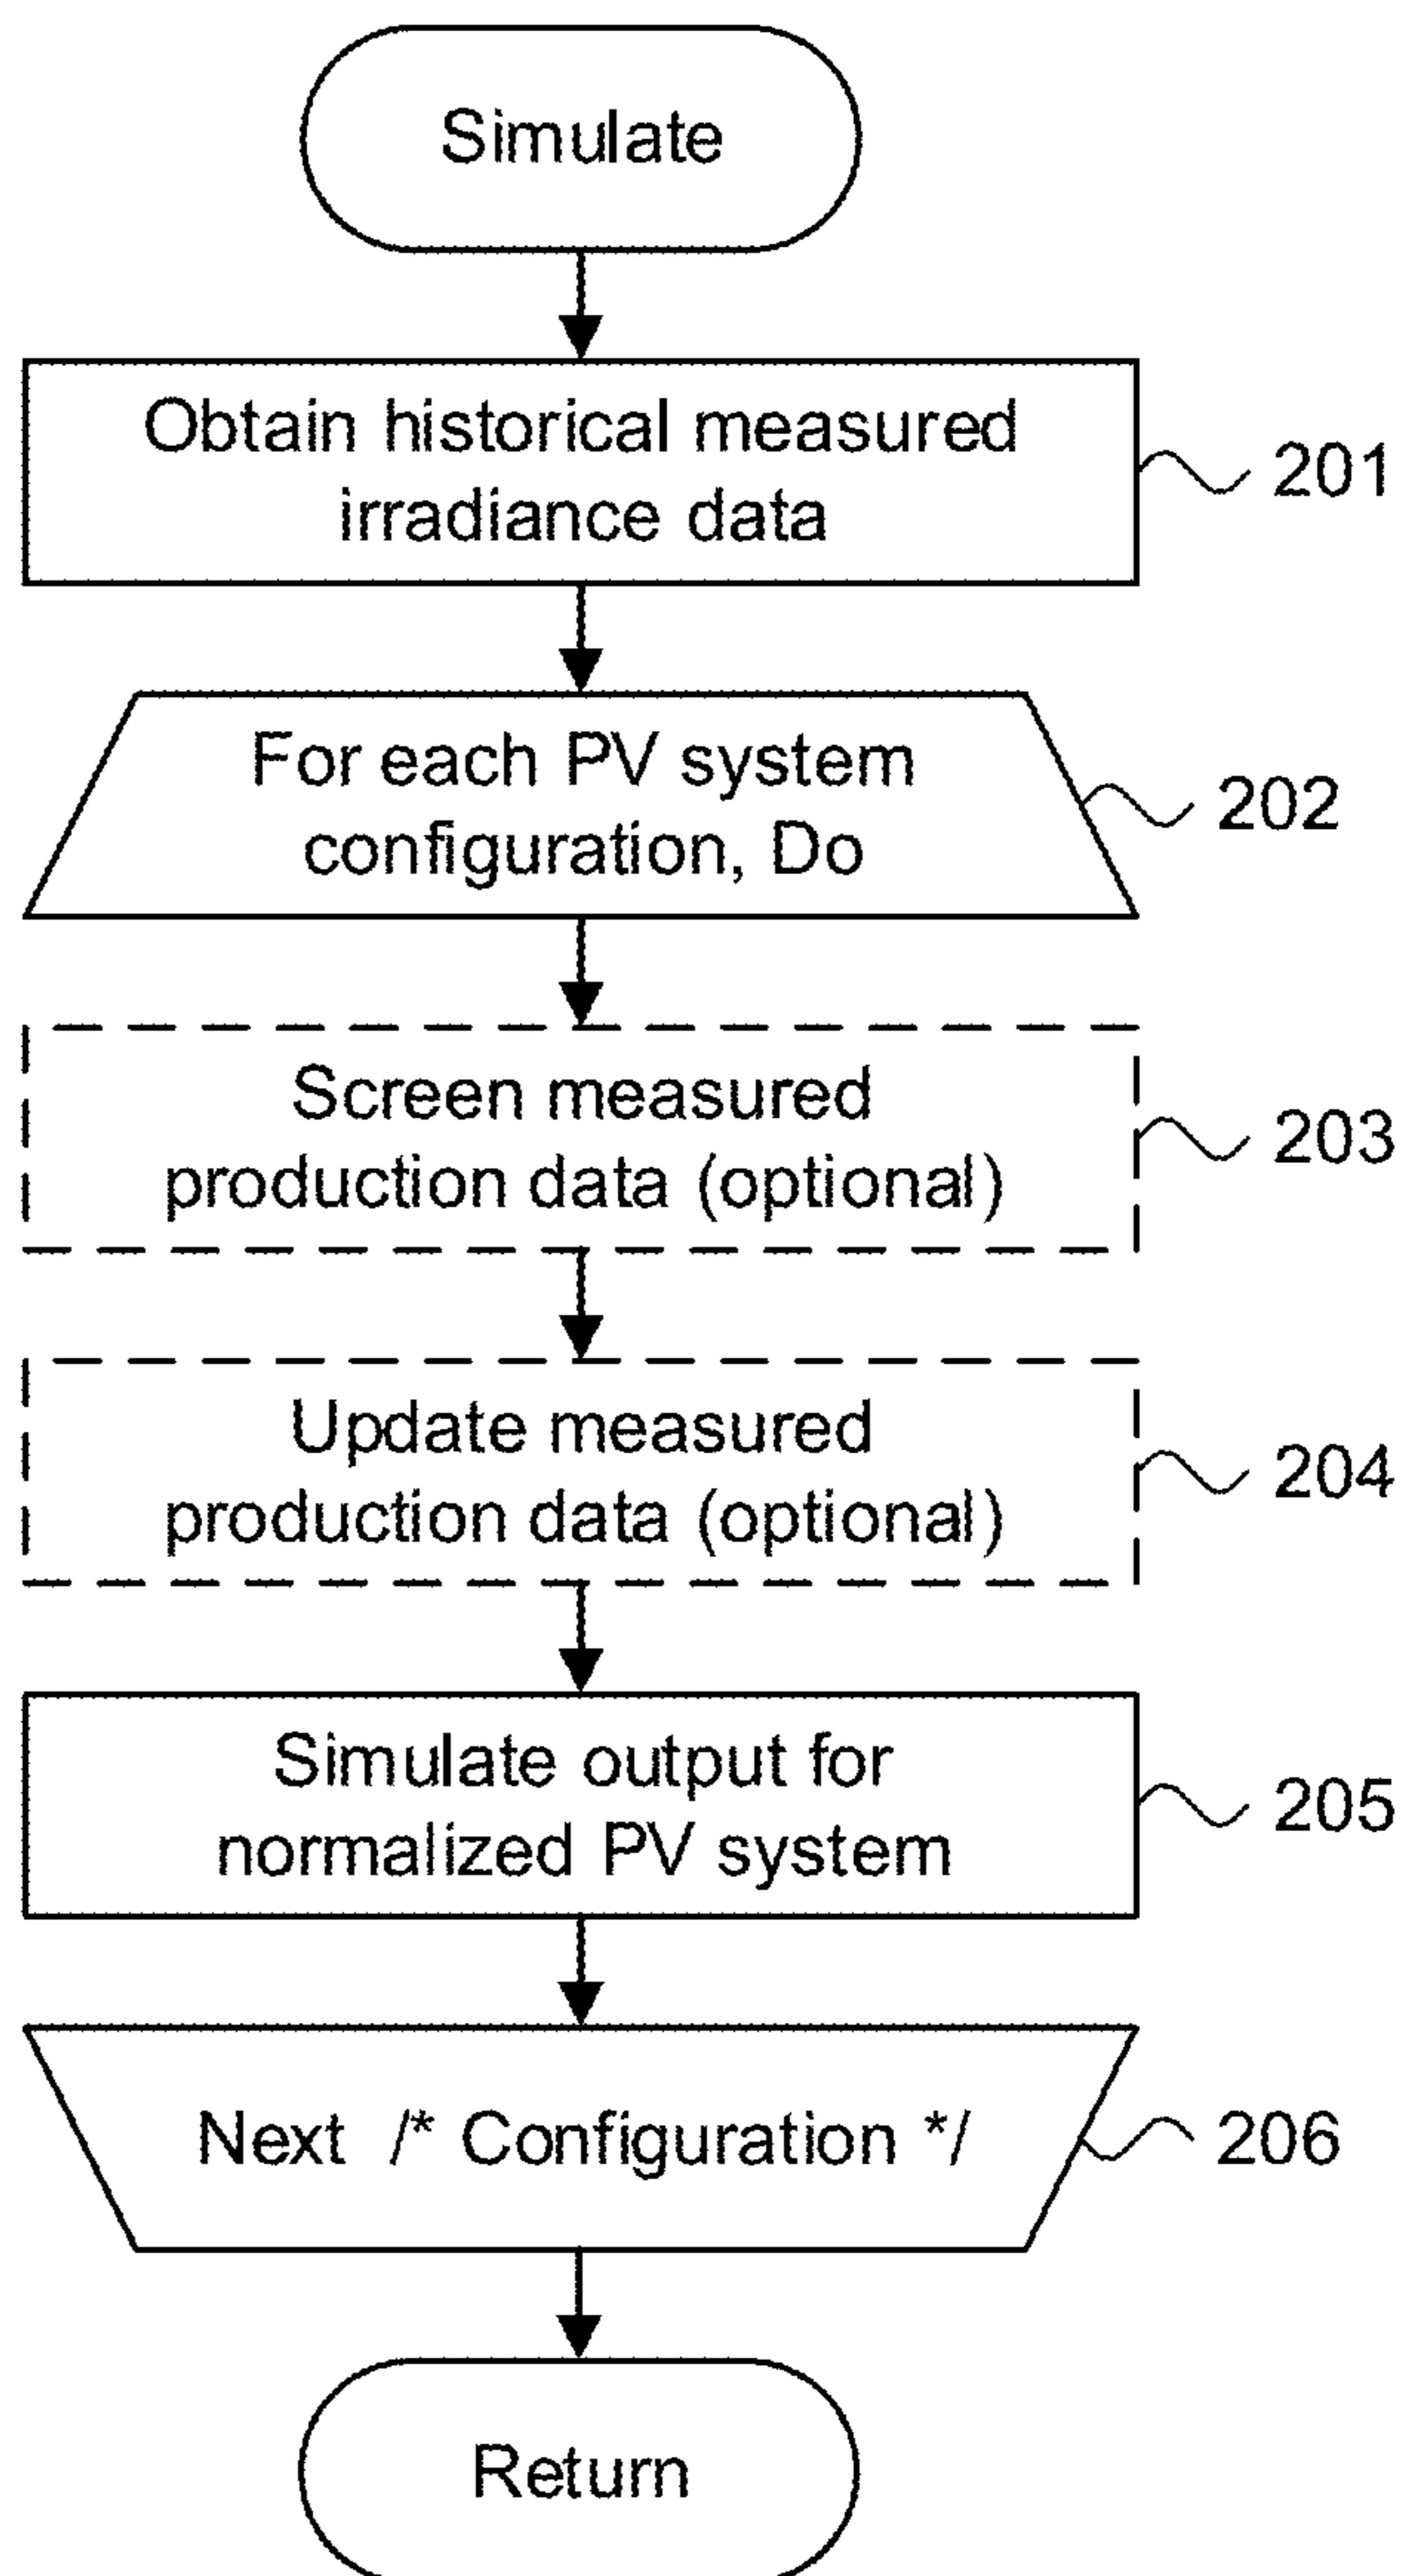 Simulate
Obtain historical measured
irradiance data
201
For each PV system
configuration, Do
202
Screen measured
production data (optional)
203
Update measured
production data (optional)
204
Simulate output for
normalized PV system
205
Next /* Configuration */
206
Return